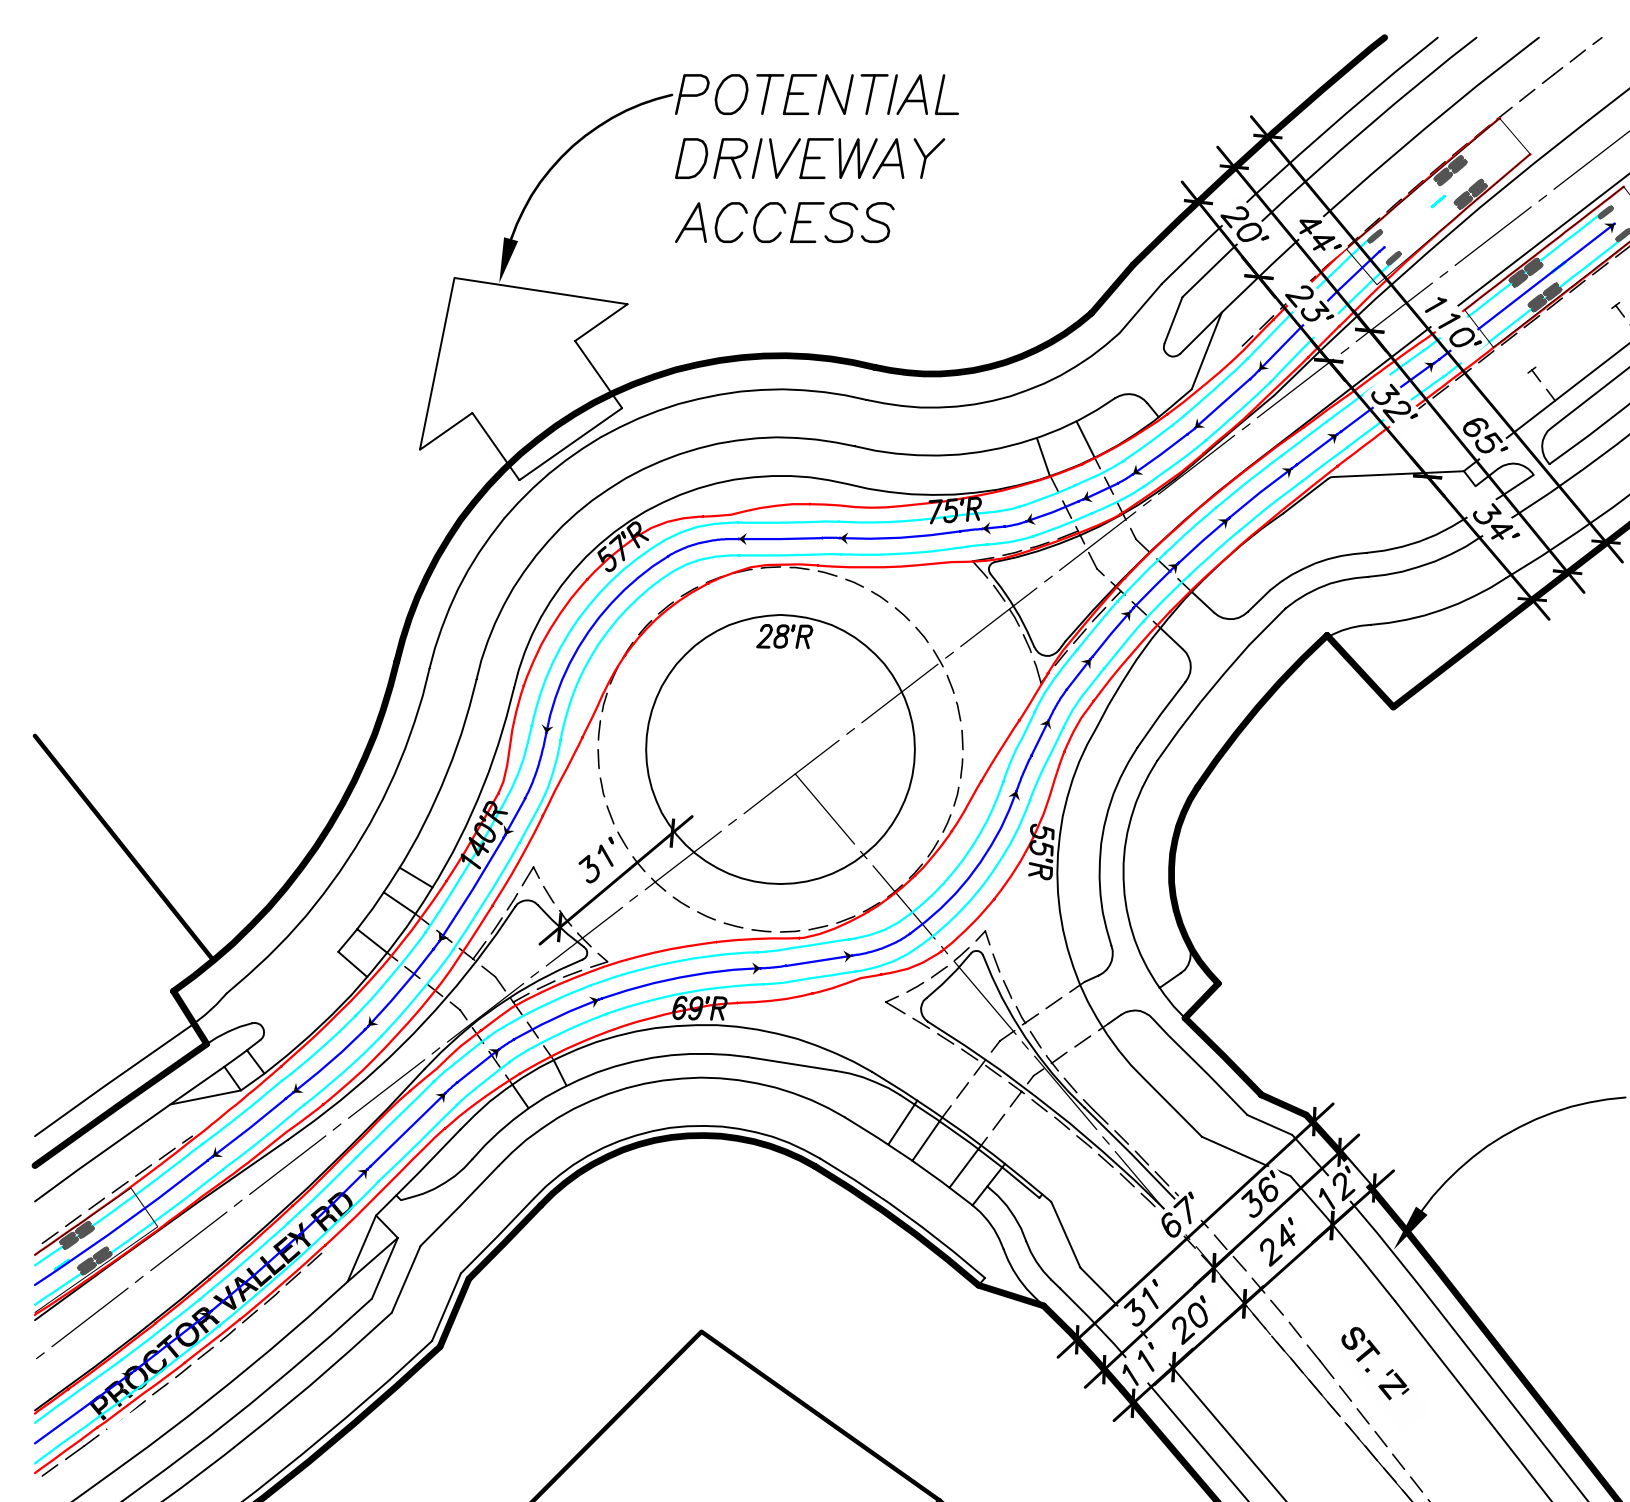 POTENTIAL
DRIVEWAY
ACCESS
20'
44'
23'
110'
32'
65'
34'
75'R
57'R
28'R
140'R
31'
55'R
69'R
PROCTOR VALLEY RD
67'
36'
12'
31'
24'
20'
11'
ST. 'Z'